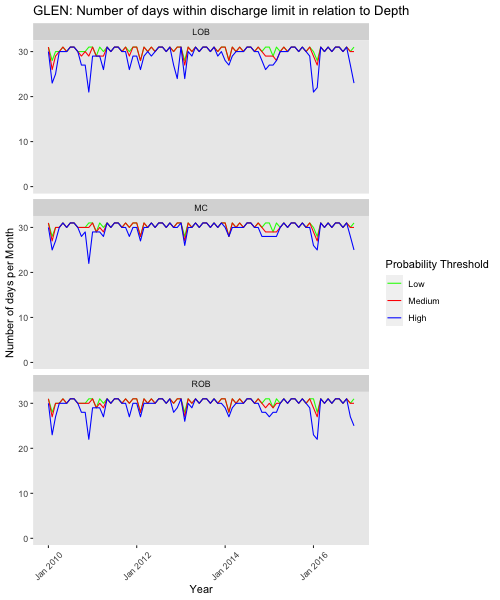 GLEN: Number of days within discharge limit in relation to Depth
LOB
30
20
10
0
MC
30
20
10
0
ROB
30
20
10
0
Number of days per Month
Jan 2010
Jan 2012
Jan 2014
Jan 2016
Year
Probability Threshold
Low
Medium
High